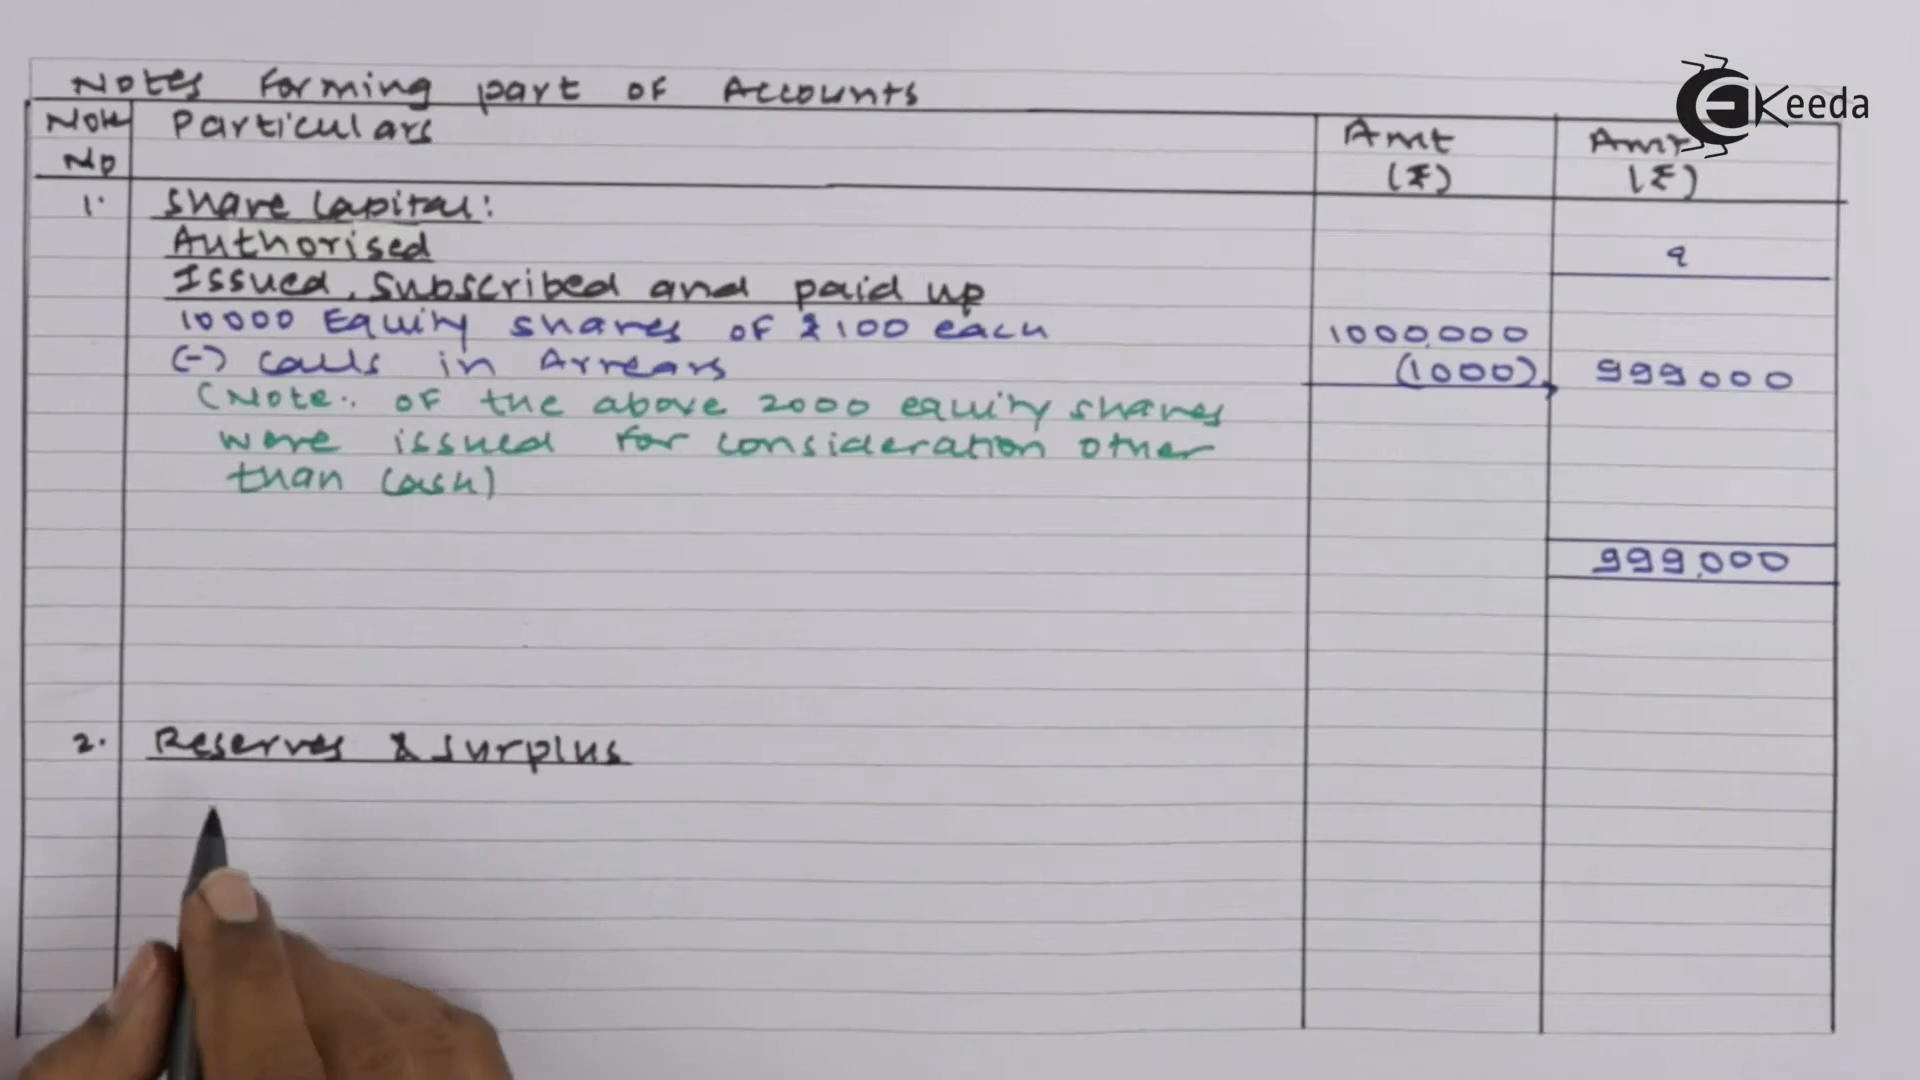 Notes Forming part of Accounts
Keeda
Note No
Particulars
Amt (₹)
Amt (₹)
1.
Share Capital:
Authorised
?
Issued, Subscribed and paid up
10000 Equity shares of ₹100 each
1000,000
(-) calls in Arrears
(1000)
999000
(Note:. Of the above 2000 equity shares
were issued for consideration other
than cash)
999,000
2.
Reserves & Surplus